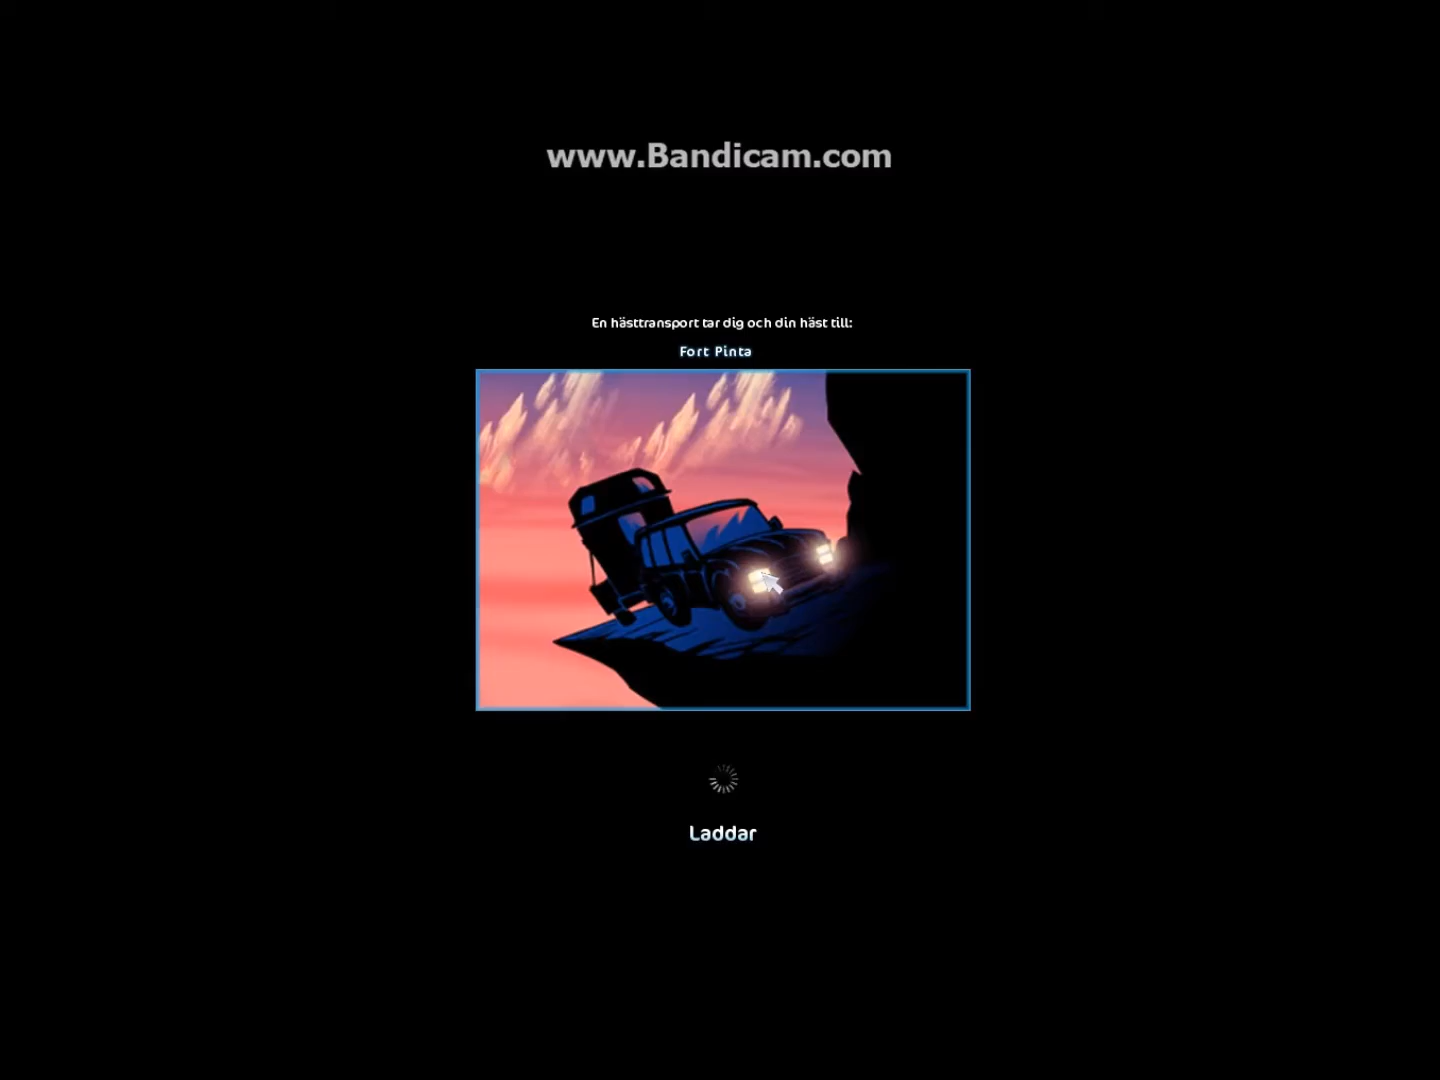 www.Bandicam.com
En hästtransport tar dig och din häst till:
Fort Pinta
Laddar